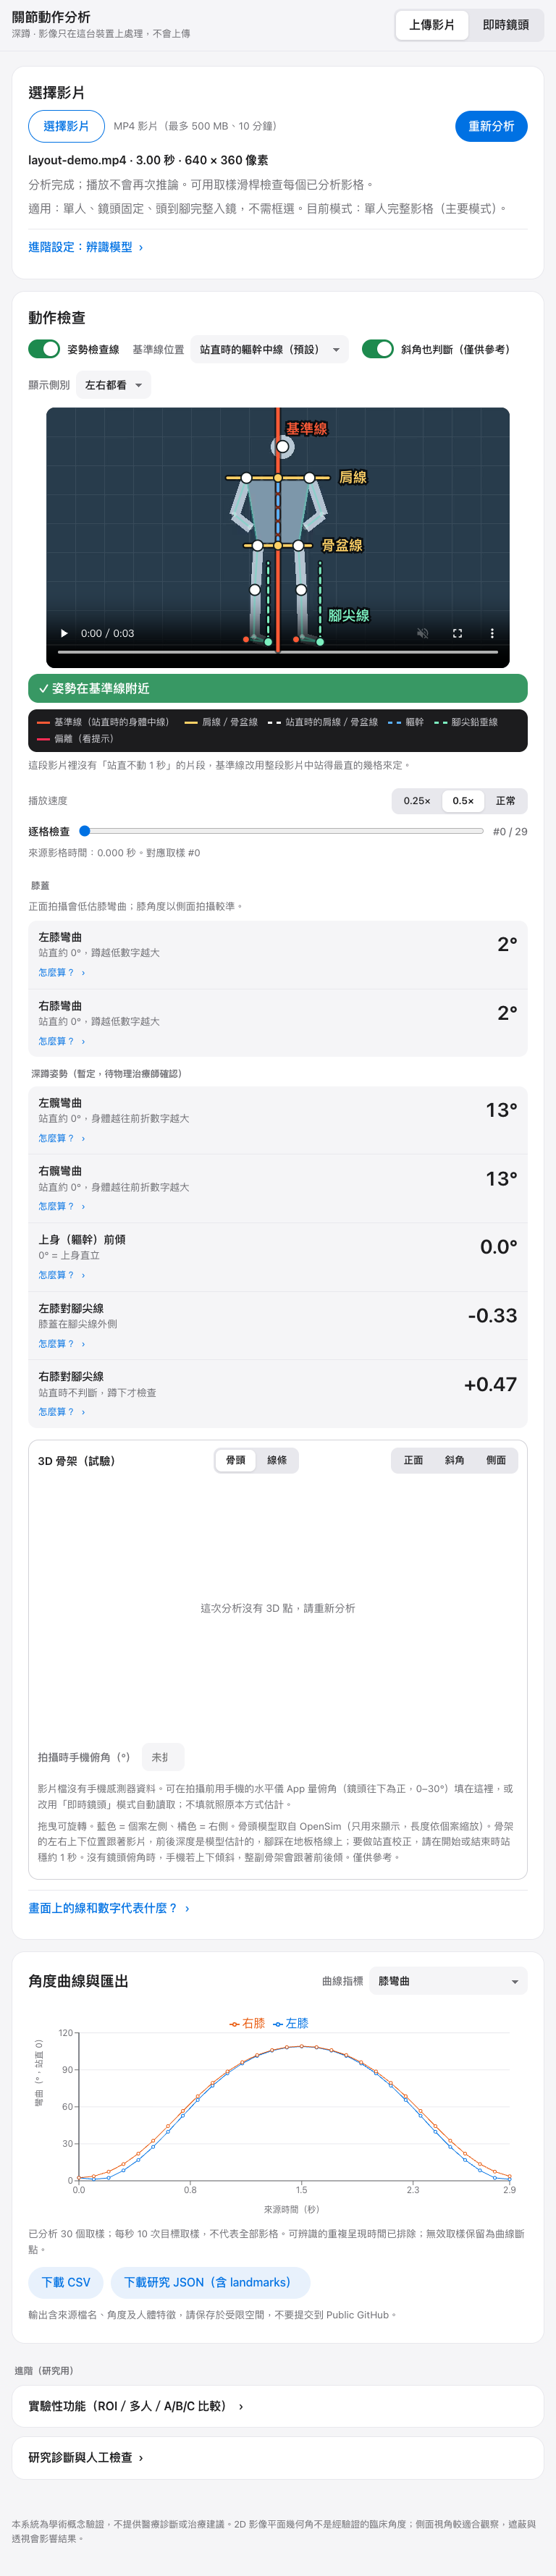 關節動作分析
深蹲 · 影像只在這台裝置上處理，不會上傳
上傳影片
即時鏡頭
選擇影片
選擇影片
MP4 影片（最多 500 MB、10 分鐘）
重新分析
layout-demo.mp4 · 3.00 秒 · 640 × 360 像素
分析完成；播放不會再次推論。可用取樣滑桿檢查每個已分析影格。
適用：單人、鏡頭固定、頭到腳完整入鏡，不需框選。目前模式：單人完整影格（主要模式）。
進階設定：辨識模型 ›
動作檢查
姿勢檢查線
基準線位置
站直時的軀幹中線（預設）
斜角也判斷（僅供參考）
顯示側別
左右都看
基準線
肩線
骨盆線
腳尖線
0:00 / 0:03
✓ 姿勢在基準線附近
基準線（站直時的身體中線）
肩線 / 骨盆線
站直時的肩線 / 骨盆線
軀幹
腳尖鉛垂線
偏離（看提示）
這段影片裡沒有「站直不動 1 秒」的片段，基準線改用整段影片中站得最直的幾格來定。
播放速度
0.25×
0.5×
正常
逐格檢查
#0 / 29
來源影格時間：0.000 秒。對應取樣 #0
膝蓋
正面拍攝會低估膝彎曲；膝角度以側面拍攝較準。
左膝彎曲
2°
站直約 0°，蹲越低數字越大
怎麼算？ ›
右膝彎曲
2°
站直約 0°，蹲越低數字越大
怎麼算？ ›
深蹲姿勢（暫定，待物理治療師確認）
左髖彎曲
13°
站直約 0°，身體越往前折數字越大
怎麼算？ ›
右髖彎曲
13°
站直約 0°，身體越往前折數字越大
怎麼算？ ›
上身（軀幹）前傾
0.0°
0° = 上身直立
怎麼算？ ›
左膝對腳尖線
-0.33
膝蓋在腳尖線外側
怎麼算？ ›
右膝對腳尖線
+0.47
站直時不判斷，蹲下才檢查
怎麼算？ ›
3D 骨架（試驗）
骨頭
線條
正面
斜角
側面
這次分析沒有 3D 點，請重新分析
拍攝時手機俯角（°）
影片檔沒有手機感測器資料。可在拍攝前用手機的水平儀 App 量俯角（鏡頭往下為正，0–30°）填在這裡，或
改用「即時鏡頭」模式自動讀取；不填就照原本方式估計。
拖曳可旋轉。藍色 = 個案左側、橘色 = 右側。骨頭模型取自 OpenSim（只用來顯示，長度依個案縮放）。骨架
的左右上下位置跟著影片，前後深度是模型估計的，腳踩在地板格線上；要做站直校正，請在開始或結束時站
穩約 1 秒。沒有鏡頭俯角時，手機若上下傾斜，整副骨架會跟著前後傾。僅供參考。
畫面上的線和數字代表什麼？ ›
角度曲線與匯出
曲線指標
膝彎曲
右膝
左膝
彎曲（°，站直 0）
120
90
60
30
0
0.0
0.8
1.5
2.3
2.9
來源時間（秒）
已分析 30 個取樣；每秒 10 次目標取樣，不代表全部影格。可辨識的重複呈現時間已排除；無效取樣保留為曲線斷
點。
下載 CSV
下載研究 JSON（含 landmarks）
輸出含來源檔名、角度及人體特徵，請保存於受限空間，不要提交到 Public GitHub。
進階（研究用）
實驗性功能（ROI / 多人 / A/B/C 比較） ›
研究診斷與人工檢查 ›
本系統為學術概念驗證，不提供醫療診斷或治療建議。2D 影像平面幾何角不是經驗證的臨床角度；側面視角較適合觀察，遮蔽與
透視會影響結果。